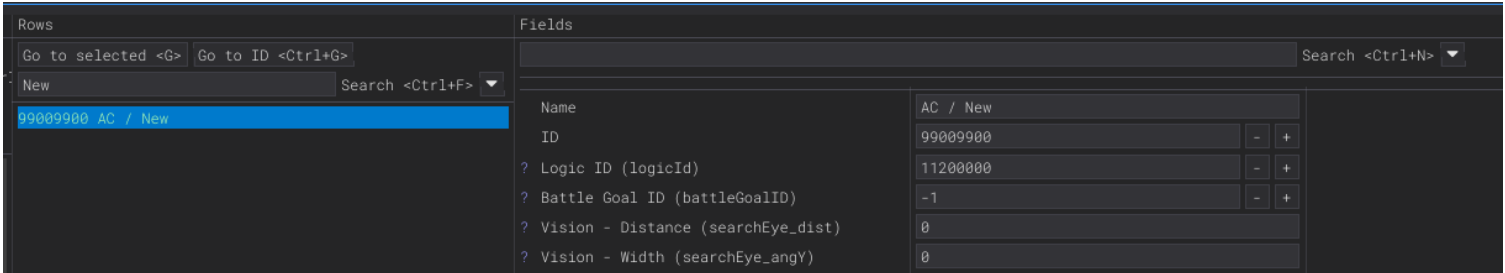 Rows
Go to selected <G> Go to ID <Ctrl+G>
New Search <Ctrl+F>
99009900 AC / New
Fields
Search <Ctrl+N>
Name AC / New
ID 99009900 - +
? Logic ID (logicId) 11200000 - +
? Battle Goal ID (battleGoalID) -1 - +
? Vision - Distance (searchEye_dist) 0
? Vision - Width (searchEye_angY) 0